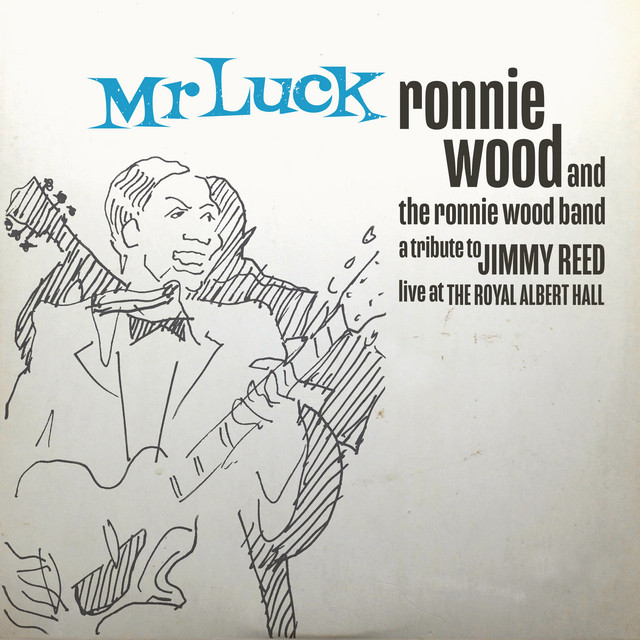 Mr Luck
ronnie
wood and
the ronnie wood band
a tribute to JIMMY REED
live at THE ROYAL ALBERT HALL